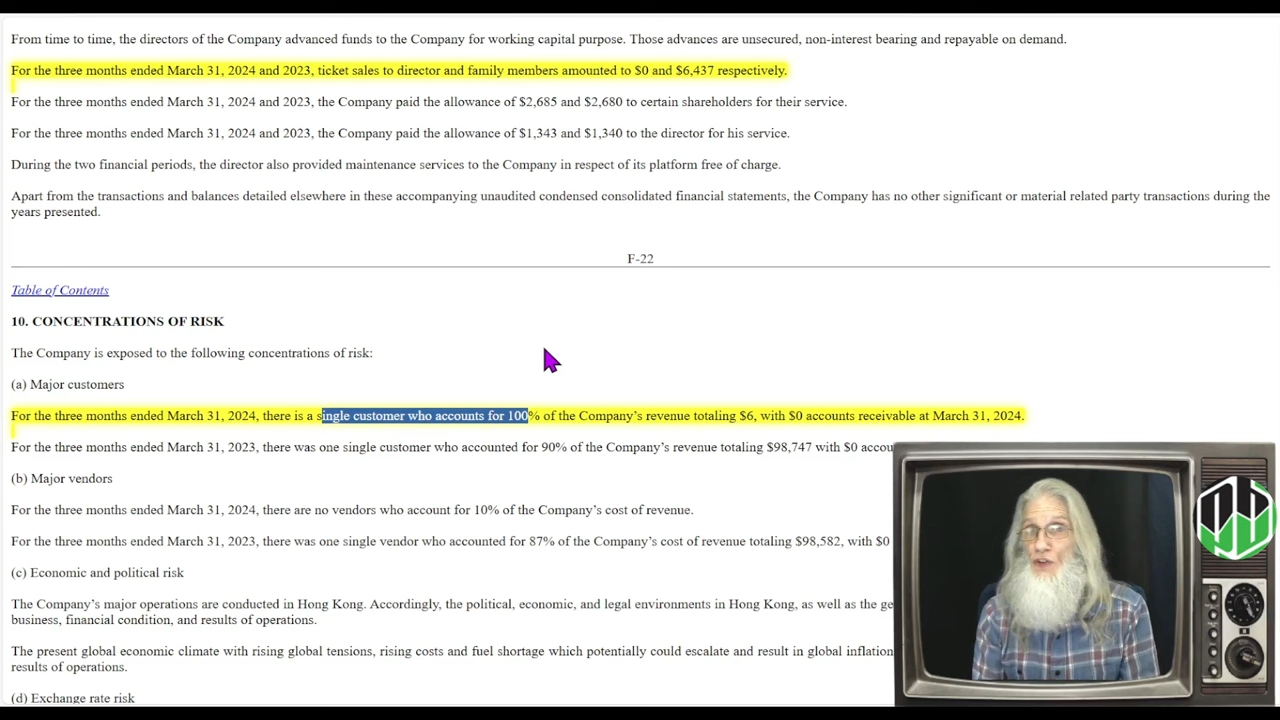 From time to time, the directors of the Company advanced funds to the Company for working capital purpose. Those advances are unsecured, non-interest bearing and repayable on demand.
For the three months ended March 31, 2024 and 2023, ticket sales to director and family members amounted to $0 and $6,437 respectively.
For the three months ended March 31, 2024 and 2023, the Company paid the allowance of $2,685 and $2,680 to certain shareholders for their service.
For the three months ended March 31, 2024 and 2023, the Company paid the allowance of $1,343 and $1,340 to the director for his service.
During the two financial periods, the director also provided maintenance services to the Company in respect of its platform free of charge.
Apart from the transactions and balances detailed elsewhere in these accompanying unaudited condensed consolidated financial statements, the Company has no other significant or material related party transactions during the
years presented.
F-22
Table of Contents
10. CONCENTRATIONS OF RISK
The Company is exposed to the following concentrations of risk:
(a) Major customers
For the three months ended March 31, 2024, there is a single customer who accounts for 100% of the Company's revenue totaling $6, with $0 accounts receivable at March 31, 2024.
For the three months ended March 31, 2023, there was one single customer who accounted for 90% of the Company's revenue totaling $98,747 with $0 accou
(b) Major vendors
For the three months ended March 31, 2024, there are no vendors who account for 10% of the Company's cost of revenue.
For the three months ended March 31, 2023, there was one single vendor who accounted for 87% of the Company's cost of revenue totaling $98,582, with $0
(c) Economic and political risk
The Company's major operations are conducted in Hong Kong. Accordingly, the political, economic, and legal environments in Hong Kong, as well as the ge
business, financial condition, and results of operations.
The present global economic climate with rising global tensions, rising costs and fuel shortage which potentially could escalate and result in global inflation
results of operations.
(d) Exchange rate risk